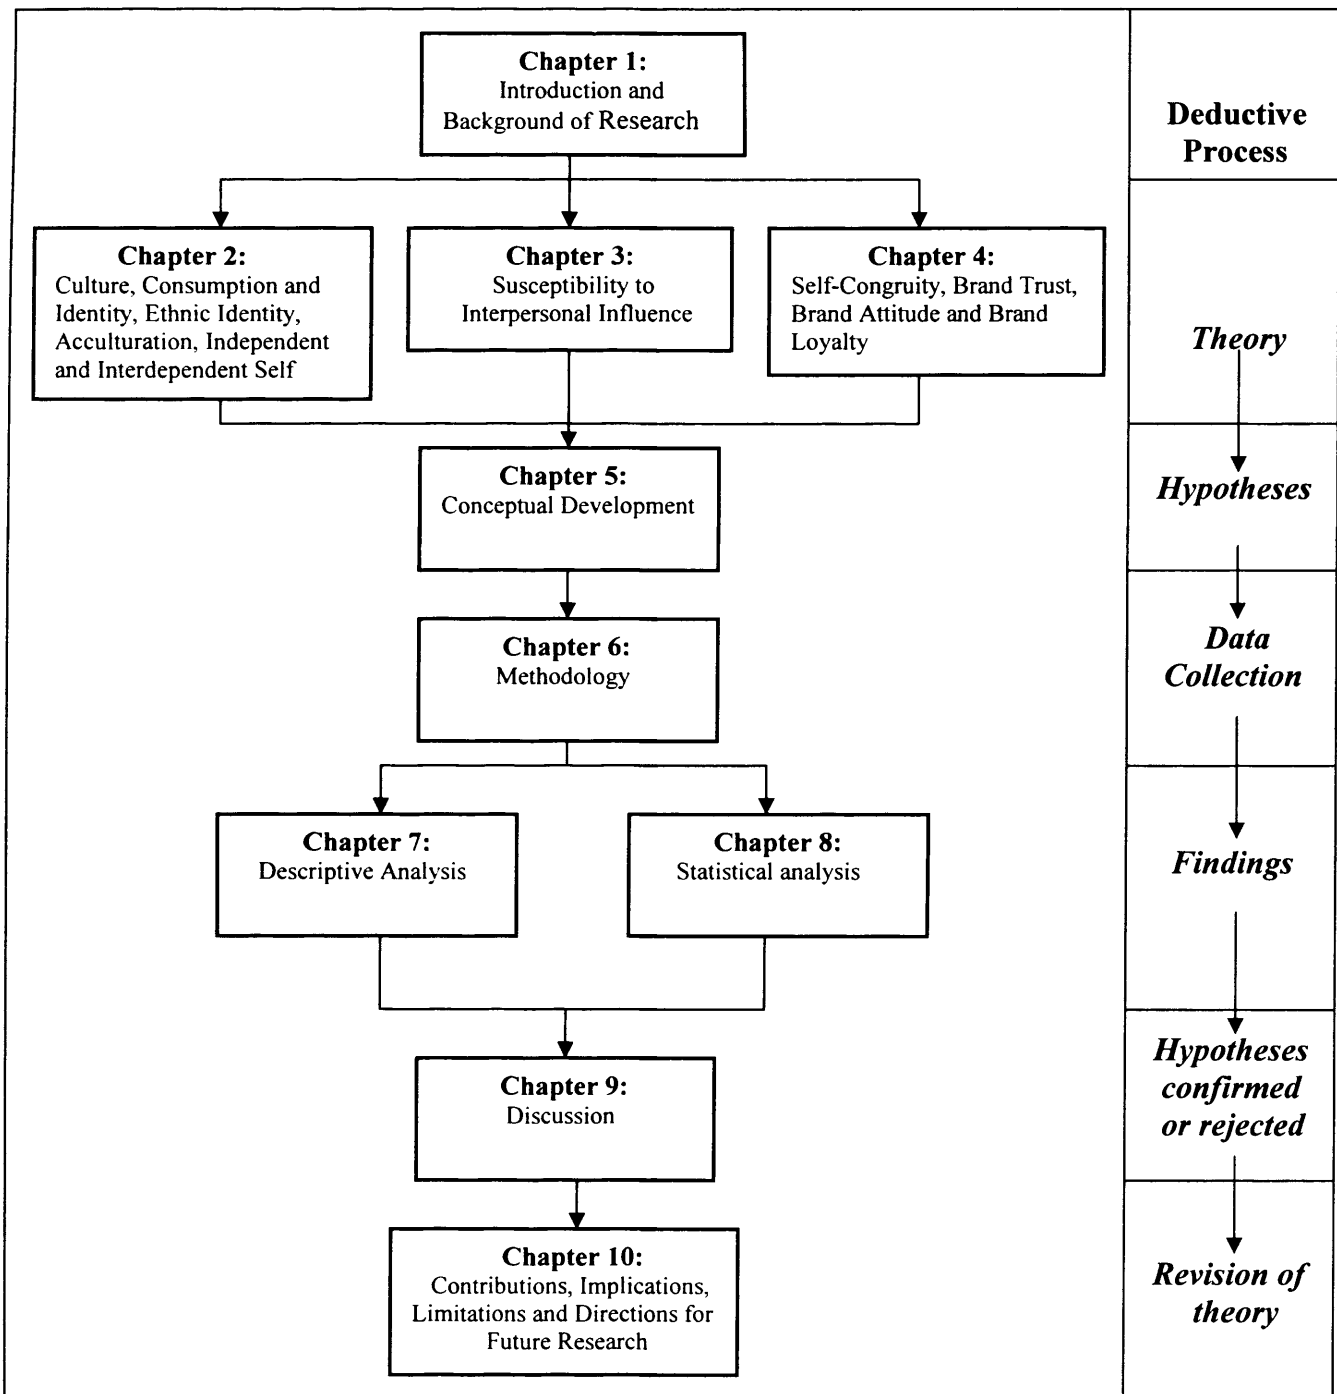 Chapter 1:
Introduction and
Background of Research
Deductive
Process
Chapter 2:
Culture, Consumption and
Identity, Ethnic Identity,
Acculturation, Independent
and Interdependent Self
Chapter 3:
Susceptibility to
Interpersonal Influence
Chapter 4:
Self-Congruity, Brand Trust,
Brand Attitude and Brand
Loyalty
Theory
Chapter 5:
Conceptual Development
Hypotheses
Chapter 6:
Methodology
Data
Collection
Chapter 7:
Descriptive Analysis
Chapter 8:
Statistical analysis
Findings
Chapter 9:
Discussion
Hypotheses
confirmed
or rejected
Chapter 10:
Contributions, Implications,
Limitations and Directions for
Future Research
Revision of
theory